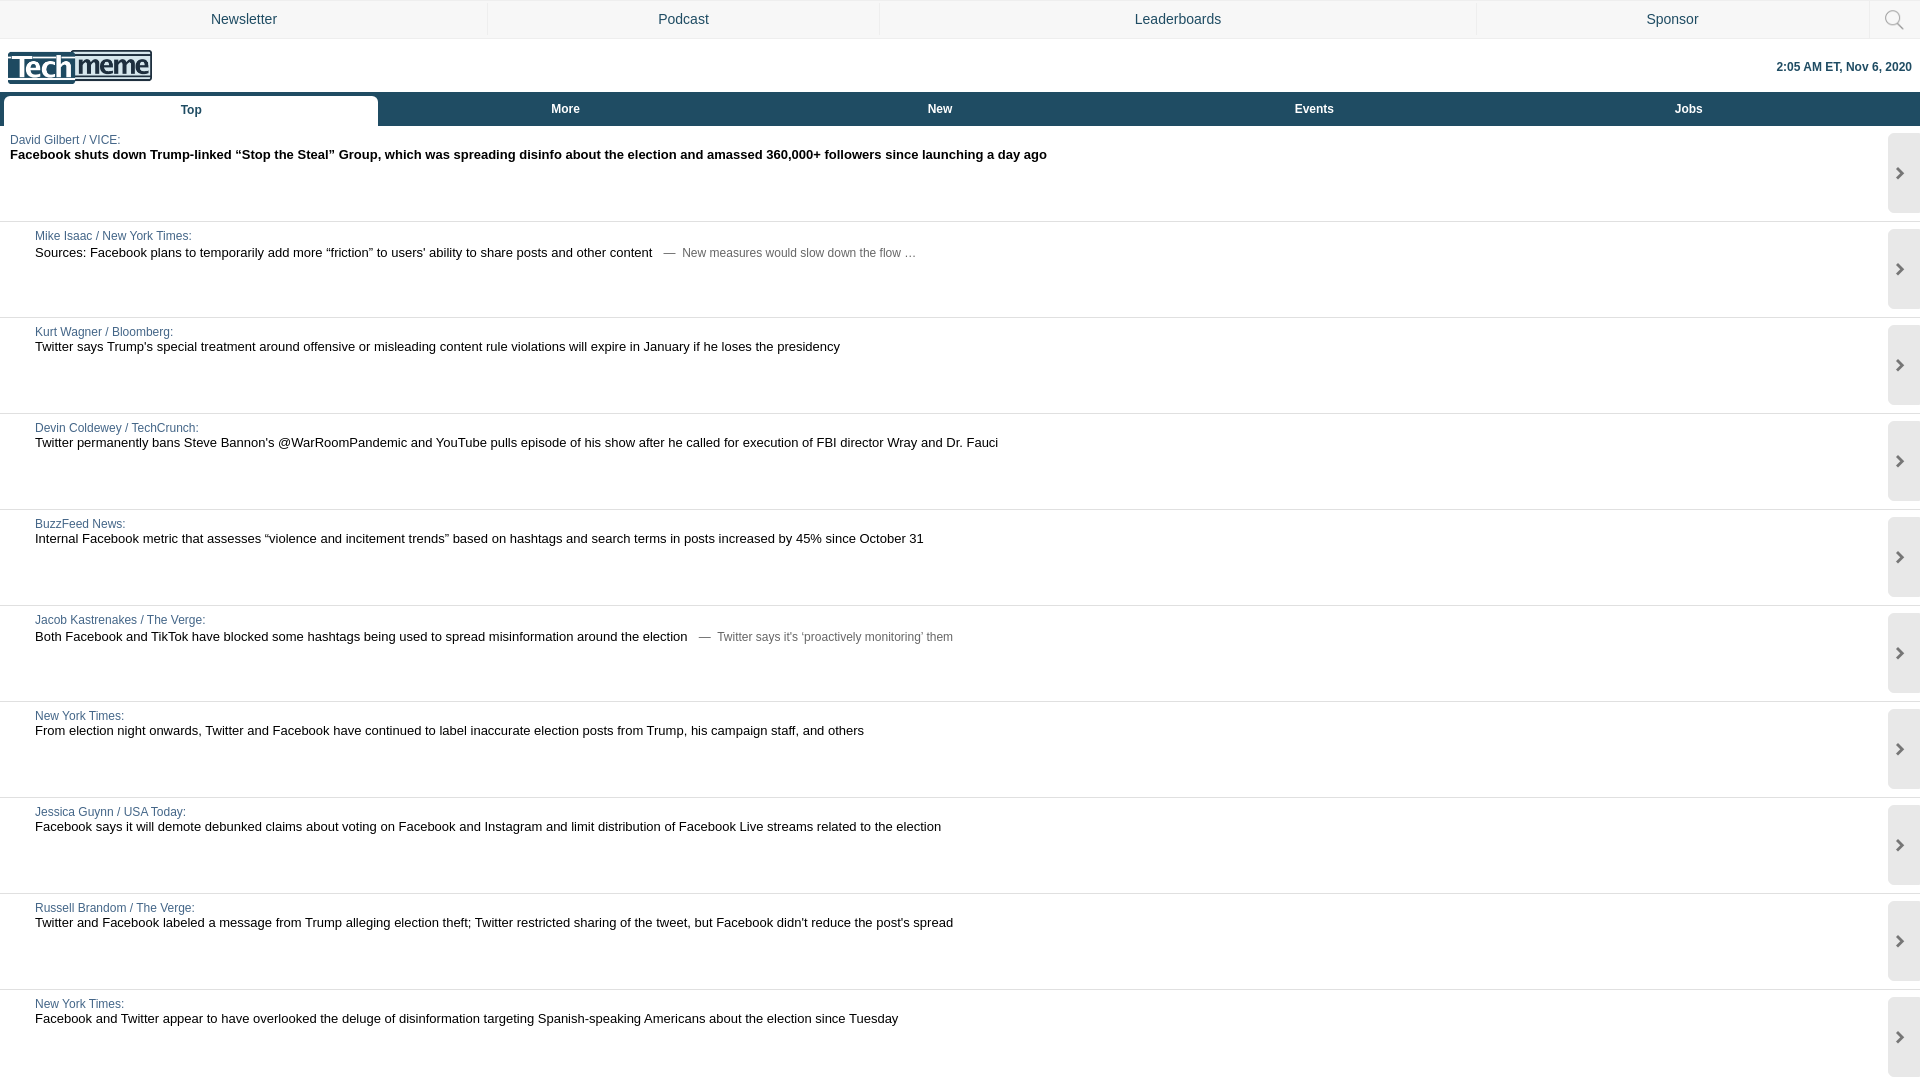 Newsletter
Podcast
Leaderboards
Sponsor
Techmeme
2:05 AM ET, Nov 6, 2020
Top
More
New
Events
Jobs
David Gilbert / VICE:
Facebook shuts down Trump-linked “Stop the Steal” Group, which was spreading disinfo about the election and amassed 360,000+ followers since launching a day ago
Mike Isaac / New York Times:
Sources: Facebook plans to temporarily add more “friction” to users' ability to share posts and other content — New measures would slow down the flow …
Kurt Wagner / Bloomberg:
Twitter says Trump's special treatment around offensive or misleading content rule violations will expire in January if he loses the presidency
Devin Coldewey / TechCrunch:
Twitter permanently bans Steve Bannon's @WarRoomPandemic and YouTube pulls episode of his show after he called for execution of FBI director Wray and Dr. Fauci
BuzzFeed News:
Internal Facebook metric that assesses “violence and incitement trends” based on hashtags and search terms in posts increased by 45% since October 31
Jacob Kastrenakes / The Verge:
Both Facebook and TikTok have blocked some hashtags being used to spread misinformation around the election — Twitter says it's ‘proactively monitoring’ them
New York Times:
From election night onwards, Twitter and Facebook have continued to label inaccurate election posts from Trump, his campaign staff, and others
Jessica Guynn / USA Today:
Facebook says it will demote debunked claims about voting on Facebook and Instagram and limit distribution of Facebook Live streams related to the election
Russell Brandom / The Verge:
Twitter and Facebook labeled a message from Trump alleging election theft; Twitter restricted sharing of the tweet, but Facebook didn't reduce the post's spread
New York Times:
Facebook and Twitter appear to have overlooked the deluge of disinformation targeting Spanish-speaking Americans about the election since Tuesday